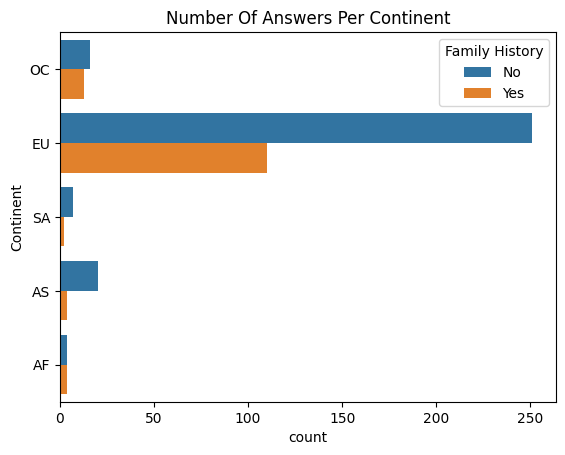 Number Of Answers Per Continent
Family History
No
Yes
OC
EU
SA
AS
AF
Continent
0 50 100 150 200 250
count